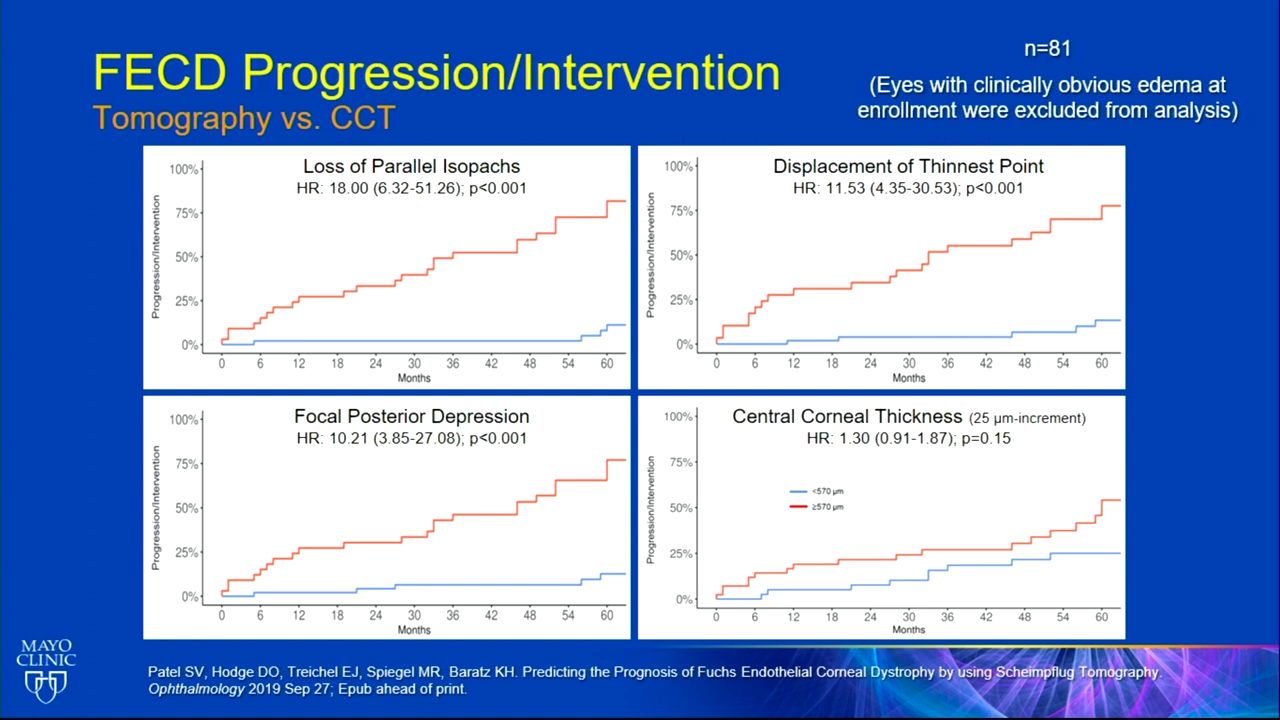 FECD Progression/Intervention
Tomography vs. CCT
n=81
(Eyes with clinically obvious edema at
enrollment were excluded from analysis)
Loss of Parallel Isopachs
HR: 18.00 (6.32-51.26); p<0.001
Progression/Intervention
100%
75%
50%
25%
0%
0 6 12 18 24 30 36 42 48 54 60
Months
Displacement of Thinnest Point
HR: 11.53 (4.35-30.53); p<0.001
Progression/Intervention
100%
75%
50%
25%
0%
0 6 12 18 24 30 36 42 48 54 60
Months
Focal Posterior Depression
HR: 10.21 (3.85-27.08); p<0.001
Progression/Intervention
100%
75%
50%
25%
0%
0 6 12 18 24 30 36 42 48 54 60
Months
Central Corneal Thickness (25 µm-increment)
HR: 1.30 (0.91-1.87); p=0.15
Progression/Intervention
100%
75%
50%
25%
0%
<570 µm
≥570 µm
0 6 12 18 24 30 36 42 48 54 60
Months
MAYO
CLINIC
Patel SV, Hodge DO, Treichel EJ, Spiegel MR, Baratz KH. Predicting the Prognosis of Fuchs Endothelial Corneal Dystrophy by using Scheimpflug Tomography.
Ophthalmology 2019 Sep 27; Epub ahead of print.